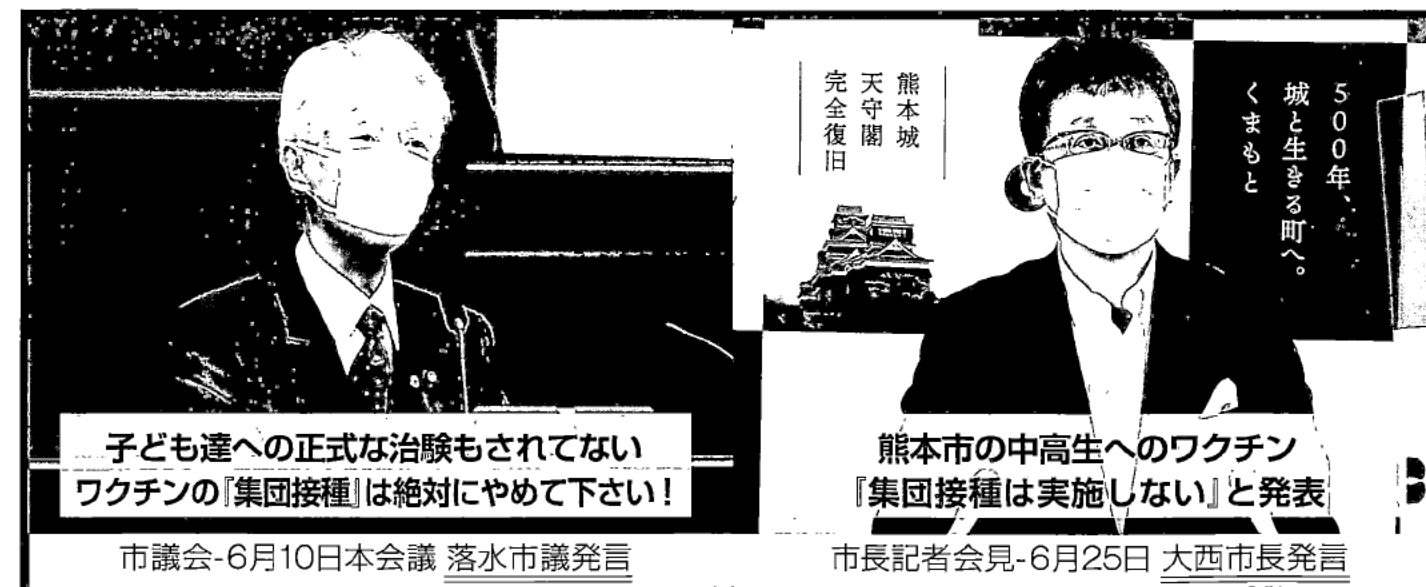 子ども達への正式な治験もされてない
ワクチンの『集団接種』は絶対にやめて下さい！
市議会-6月10日本会議 落水市議発言
熊本城
天守閣
完全復旧
500年、
城と生きる町へ。
くまもと
熊本市の中高生へのワクチン
『集団接種は実施しない』と発表
市長記者会見-6月25日 大西市長発言